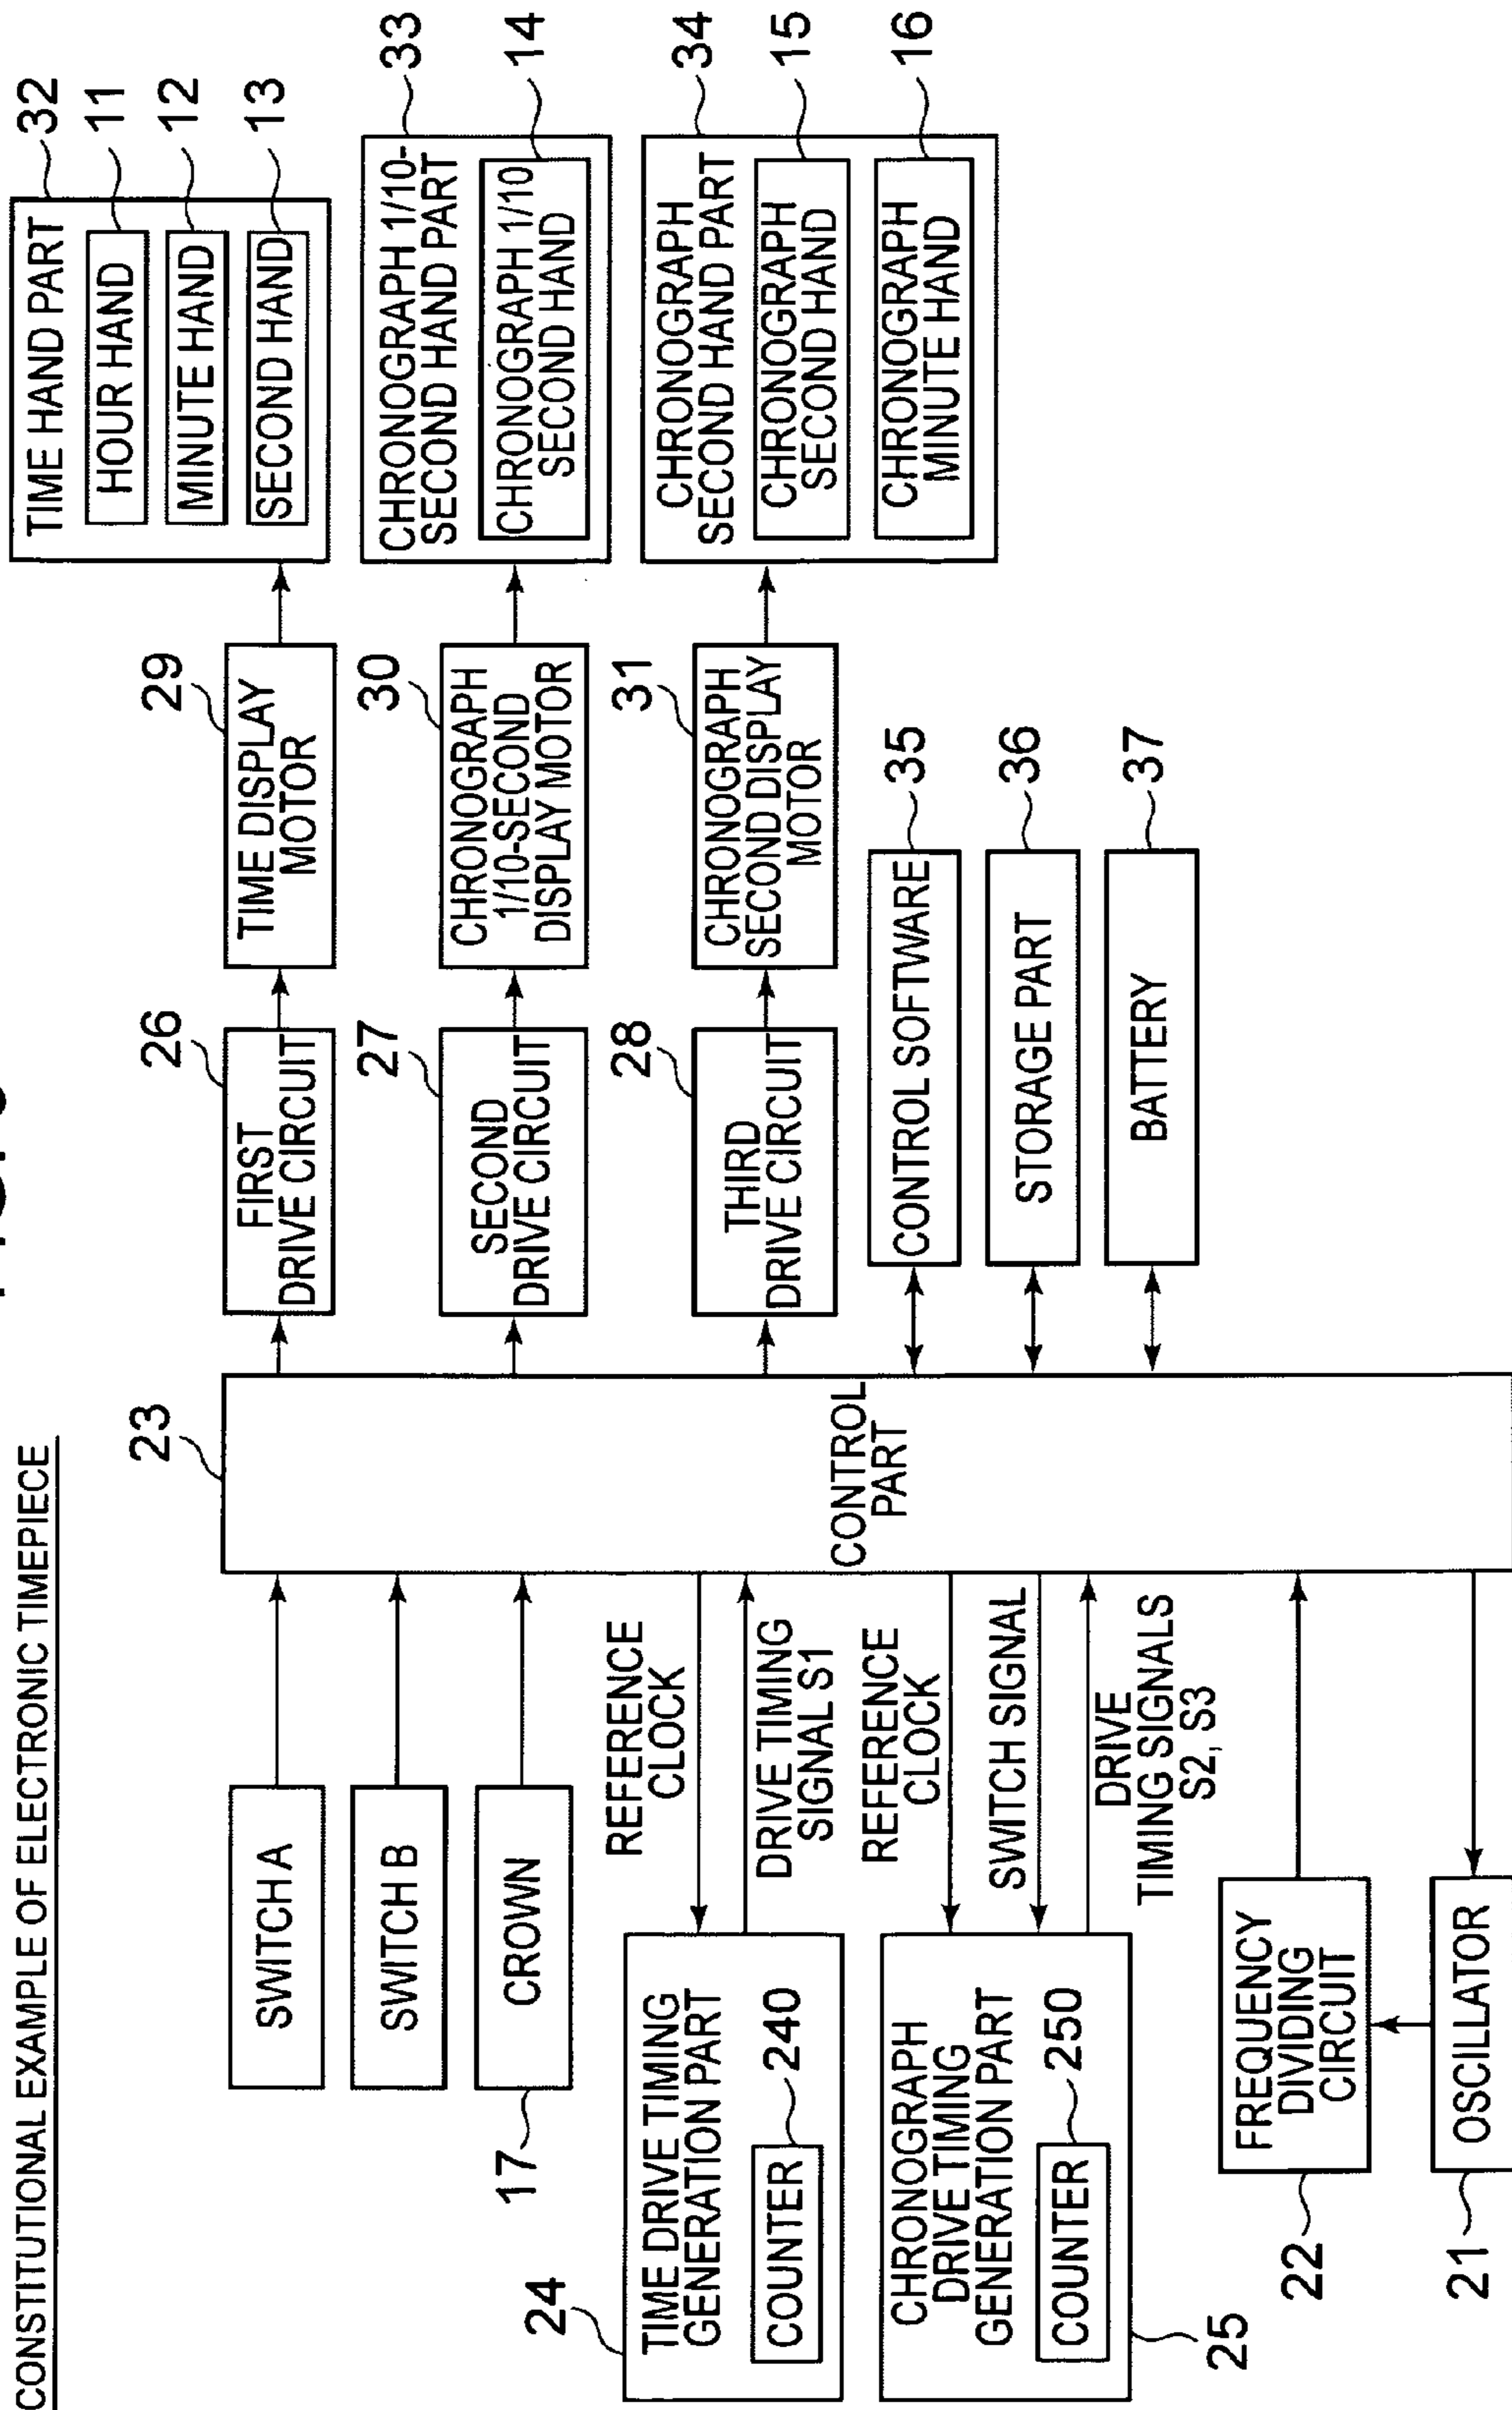 CONSTITUTIONAL EXAMPLE OF ELECTRONIC TIMEPIECE
SWITCH A
SWITCH B
CROWN
17
REFERENCE
CLOCK
DRIVE TIMING
SIGNAL S1
24
TIME DRIVE TIMING
GENERATION PART
COUNTER
240
REFERENCE
CLOCK
SWITCH SIGNAL
DRIVE
TIMING SIGNALS
S2, S3
CHRONOGRAPH
DRIVE TIMING
GENERATION PART
COUNTER
250
25
FREQUENCY
DIVIDING
CIRCUIT
22
OSCILLATOR
21
23
CONTROL
PART
26
FIRST
DRIVE CIRCUIT
27
SECOND
DRIVE CIRCUIT
28
THIRD
DRIVE CIRCUIT
29
TIME DISPLAY
MOTOR
30
CHRONOGRAPH
1/10-SECOND
DISPLAY MOTOR
31
CHRONOGRAPH
SECOND DISPLAY
MOTOR
CONTROL SOFTWARE
35
STORAGE PART
36
BATTERY
37
TIME HAND PART
32
HOUR HAND
11
MINUTE HAND
12
SECOND HAND
13
CHRONOGRAPH 1/10-
SECOND HAND PART
33
CHRONOGRAPH 1/10
SECOND HAND
14
CHRONOGRAPH
SECOND HAND PART
34
CHRONOGRAPH
SECOND HAND
15
CHRONOGRAPH
MINUTE HAND
16